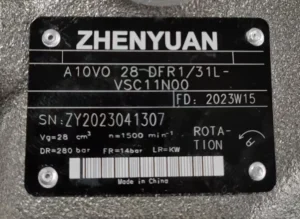 ZHENYUAN
A10VO 28 DFR1/31L-
VSC11N00
FD: 2023W15
SN: ZY2023041307
Vg=28 cm³ n=1500 min⁻¹ ROTA-
TION
DR=280 bar FR=14bar LR=KW
Made in
China